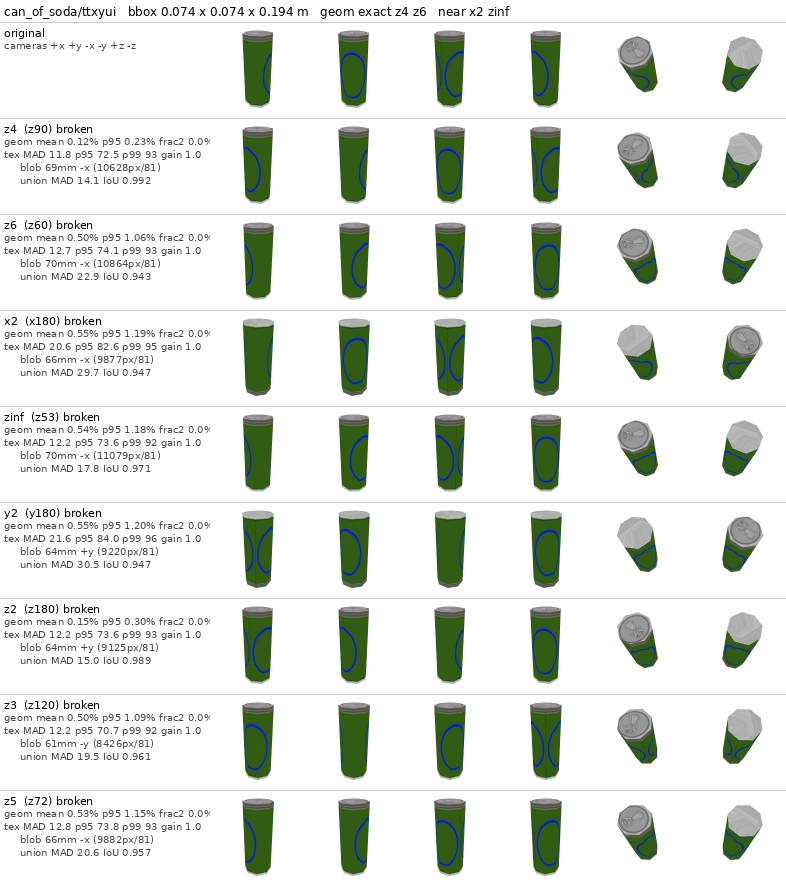 can_of_soda/ttxyui bbox 0.074 x 0.074 x 0.194 m geom exact z4 z6 near x2 zinf
original
cameras +x +y -x -y +z -z
z4 (z90) broken
geom mean 0.12% p95 0.23% frac2 0.0%
tex MAD 11.8 p95 72.5 p99 93 gain 1.0
blob 69mm -x (10628px/81)
union MAD 14.1 IoU 0.992
z6 (z60) broken
geom mean 0.50% p95 1.06% frac2 0.0%
tex MAD 12.7 p95 74.1 p99 93 gain 1.0
blob 70mm -x (10864px/81)
union MAD 22.9 IoU 0.943
x2 (x180) broken
geom mean 0.55% p95 1.19% frac2 0.0%
tex MAD 20.6 p95 82.6 p99 95 gain 1.0
blob 66mm -x (9877px/81)
union MAD 29.7 IoU 0.947
zinf (z53) broken
geom mean 0.54% p95 1.18% frac2 0.0%
tex MAD 12.2 p95 73.6 p99 92 gain 1.0
blob 70mm -x (11079px/81)
union MAD 17.8 IoU 0.971
y2 (y180) broken
geom mean 0.55% p95 1.20% frac2 0.0%
tex MAD 21.6 p95 84.0 p99 96 gain 1.0
blob 64mm +y (9220px/81)
union MAD 30.5 IoU 0.947
z2 (z180) broken
geom mean 0.15% p95 0.30% frac2 0.0%
tex MAD 12.2 p95 73.6 p99 93 gain 1.0
blob 64mm +y (9125px/81)
union MAD 15.0 IoU 0.989
z3 (z120) broken
geom mean 0.50% p95 1.09% frac2 0.0%
tex MAD 12.2 p95 70.7 p99 92 gain 1.0
blob 61mm -y (8426px/81)
union MAD 19.5 IoU 0.961
z5 (z72) broken
geom mean 0.53% p95 1.15% frac2 0.0%
tex MAD 12.8 p95 73.8 p99 93 gain 1.0
blob 66mm -x (9882px/81)
union MAD 20.6 IoU 0.957